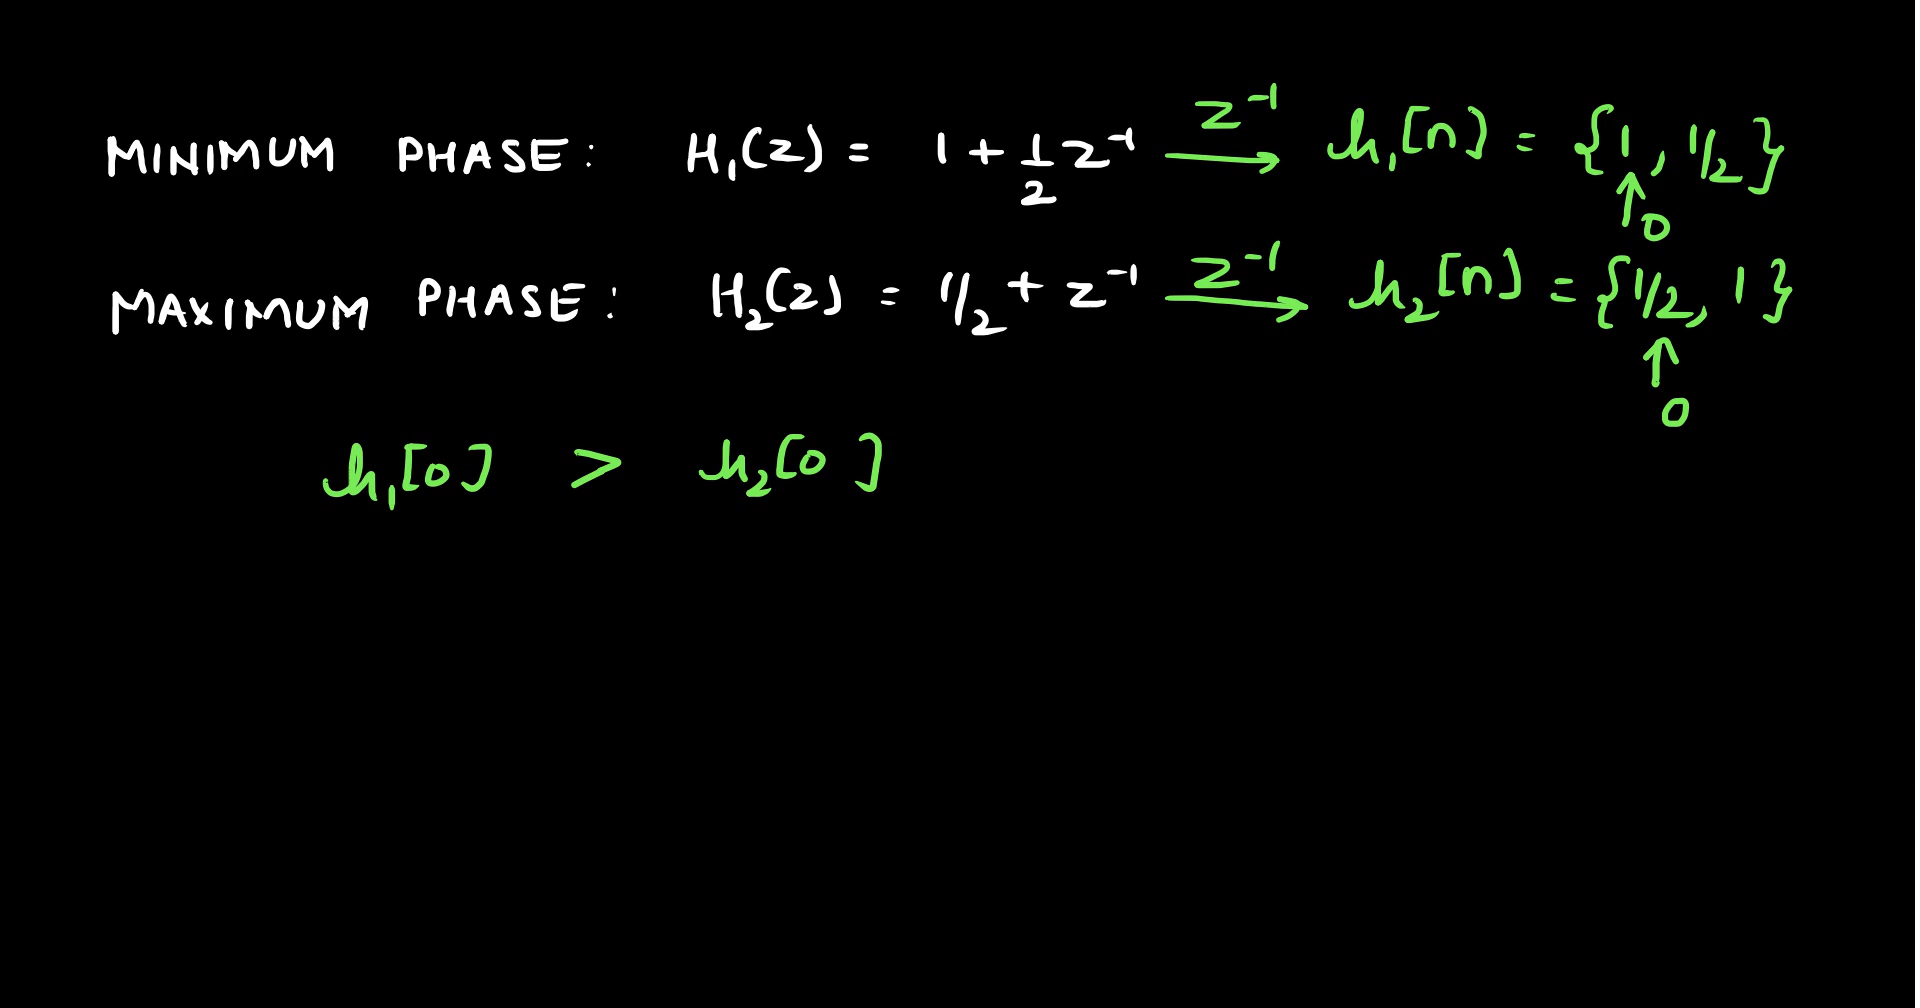 MINIMUM PHASE: H₁(z) = 1 + 1/2 z⁻¹ —z⁻¹→ h₁[n] = {1, 1/2}
↑0
MAXIMUM PHASE: H₂(z) = 1/2 + z⁻¹ —z⁻¹→ h₂[n] = {1/2, 1}
↑
0
h₁[0] > h₂[0]